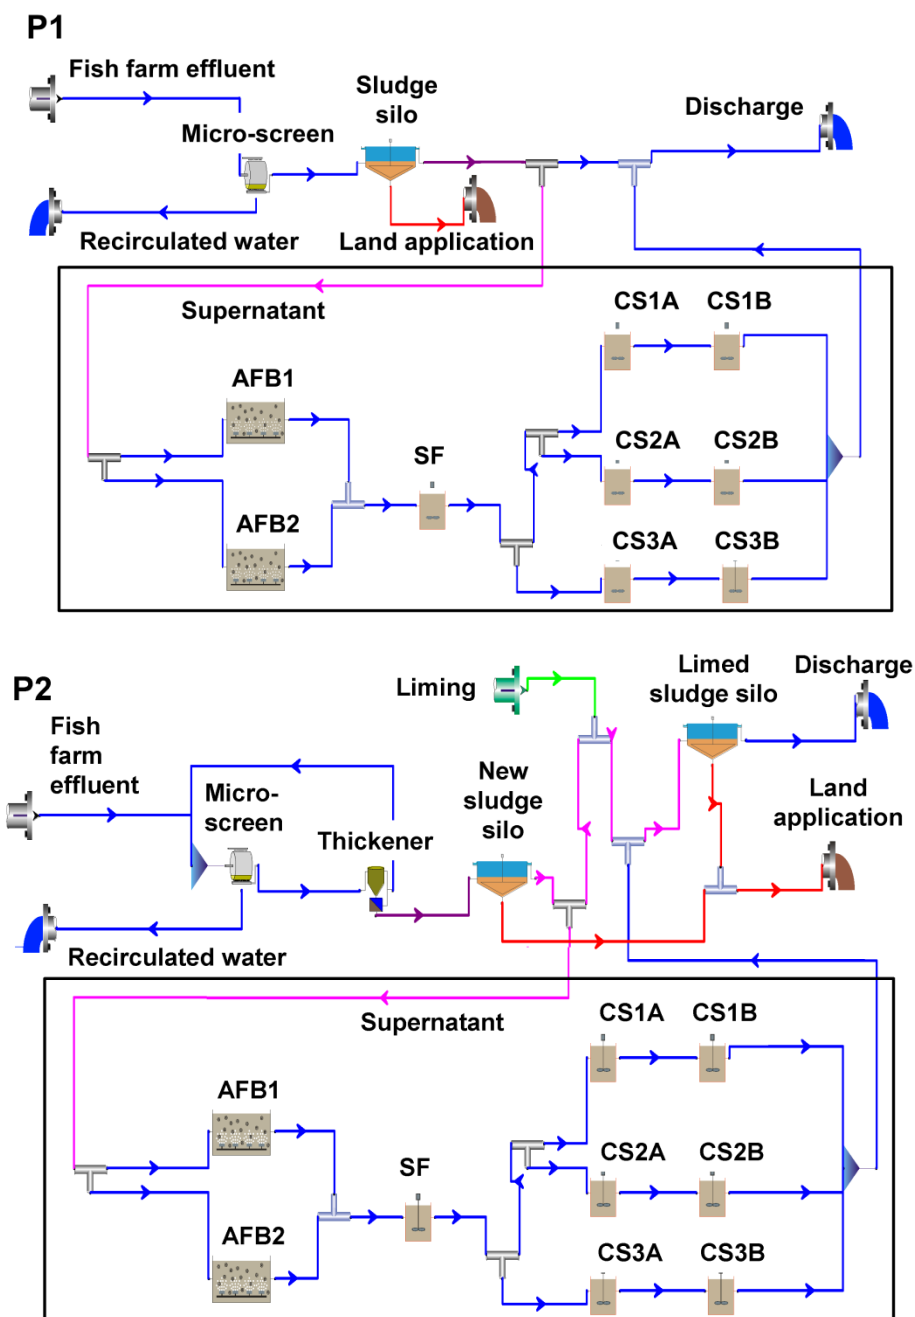 P1
Fish farm effluent
Sludge
silo
Discharge
Micro-screen
Recirculated water
Land application
Supernatant
CS1A
CS1B
AFB1
SF
CS2A
CS2B
AFB2
CS3A
CS3B
P2
Liming
Limed
sludge silo
Discharge
Fish
farm
effluent
Micro-
screen
New
sludge
silo
Thickener
Land
application
Recirculated water
Supernatant
CS1A
CS1B
AFB1
SF
CS2A
CS2B
AFB2
CS3A
CS3B